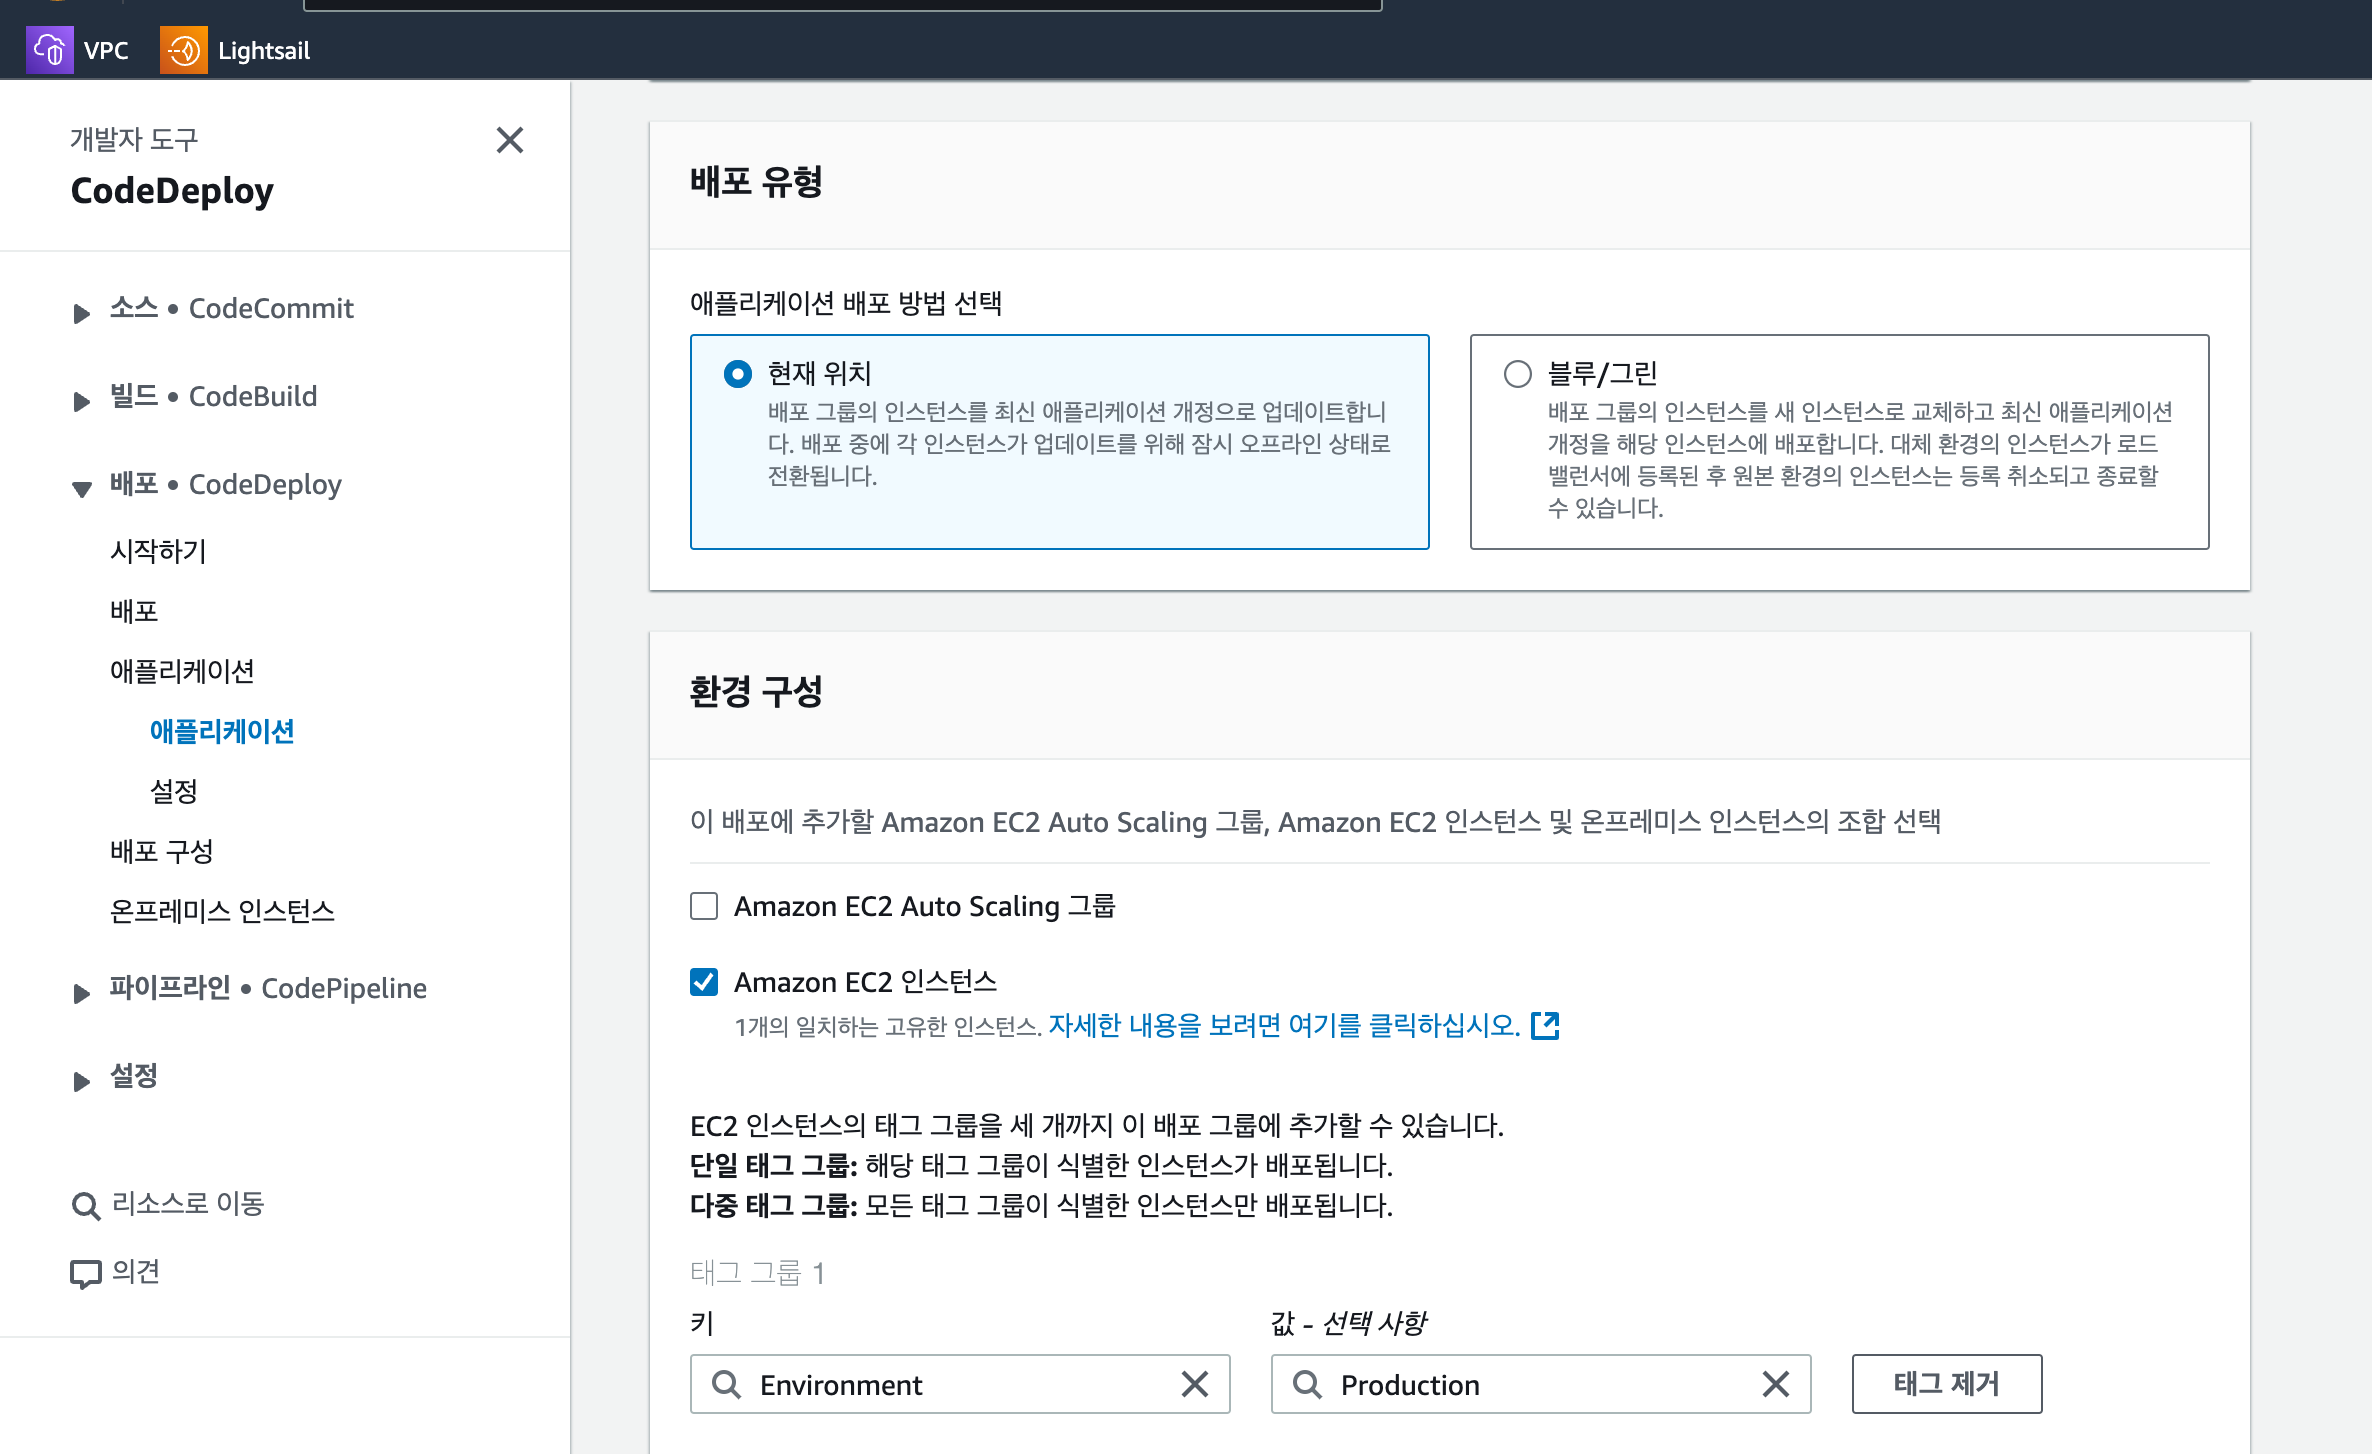 VPC
Lightsail
개발자 도구
CodeDeploy
소스 • CodeCommit
빌드 • CodeBuild
배포 • CodeDeploy
시작하기
배포
애플리케이션
애플리케이션
설정
배포 구성
온프레미스 인스턴스
파이프라인 • CodePipeline
설정
리소스로 이동
의견
배포 유형
애플리케이션 배포 방법 선택
현재 위치
배포 그룹의 인스턴스를 최신 애플리케이션 개정으로 업데이트합니
다. 배포 중에 각 인스턴스가 업데이트를 위해 잠시 오프라인 상태로
전환됩니다.
블루/그린
배포 그룹의 인스턴스를 새 인스턴스로 교체하고 최신 애플리케이션
개정을 해당 인스턴스에 배포합니다. 대체 환경의 인스턴스가 로드
밸런서에 등록된 후 원본 환경의 인스턴스는 등록 취소되고 종료할
수 있습니다.
환경 구성
이 배포에 추가할 Amazon EC2 Auto Scaling 그룹, Amazon EC2 인스턴스 및 온프레미스 인스턴스의 조합 선택
Amazon EC2 Auto Scaling 그룹
Amazon EC2 인스턴스
1개의 일치하는 고유한 인스턴스. 자세한 내용을 보려면 여기를 클릭하십시오.
EC2 인스턴스의 태그 그룹을 세 개까지 이 배포 그룹에 추가할 수 있습니다.
단일 태그 그룹: 해당 태그 그룹이 식별한 인스턴스가 배포됩니다.
다중 태그 그룹: 모든 태그 그룹이 식별한 인스턴스만 배포됩니다.
태그 그룹 1
키
값 - 선택 사항
Environment
Production
태그 제거